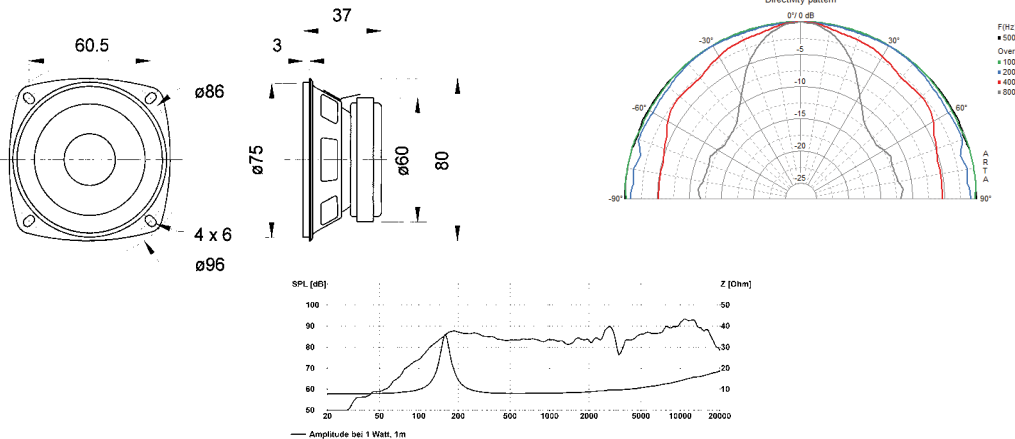 37
3
60.5
ø86
ø75
ø60
80
4 x 6
ø96
Directivity pattern
0°/ 0 dB
-30°
30°
-5
-10
-15
-20
-25
-60°
60°
-90°
90°
F(Hz
500
Over
100
200
400
800
A
R
T
A
SPL [dB]
Z [Ohm]
100
90
80
70
60
50
50
40
30
20
10
20
50
100
200
500
1000
2000
5000
10000
20000
Amplitude bei 1 Watt, 1m